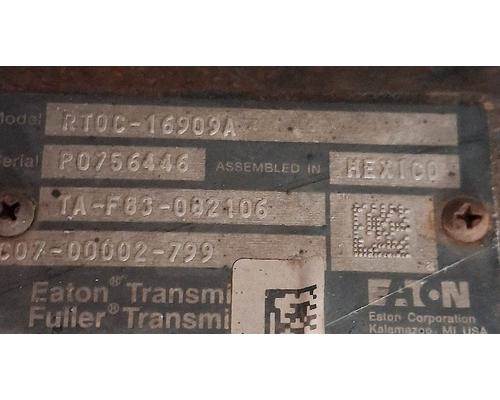 Model RTOC-16909A
Serial P0756446 ASSEMBLED IN MEXICO
TA-F83-002106
C07-00002-799
Eaton® Transmi
Fuller® Transmi
EATON
Eaton Corporation
Kalamazoo, MI. USA